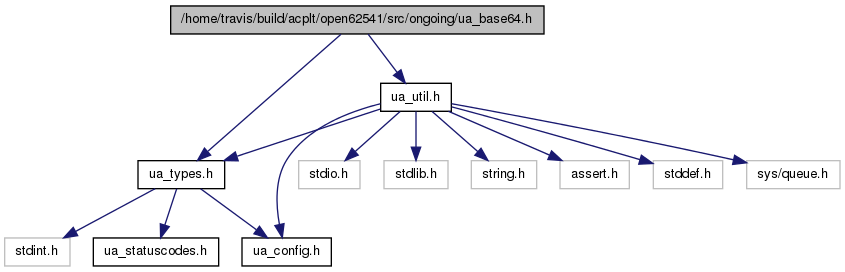 /home/travis/build/acplt/open62541/src/ongoing/ua_base64.h
ua_util.h
ua_types.h
stdio.h
stdlib.h
string.h
assert.h
stddef.h
sys/queue.h
stdint.h
ua_statuscodes.h
ua_config.h